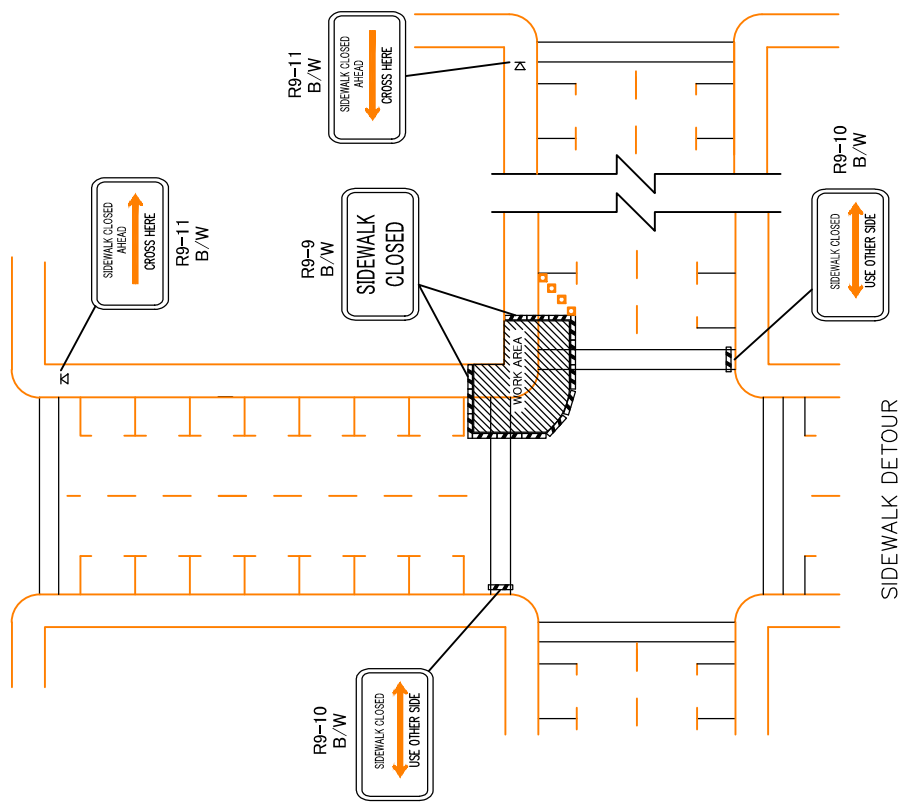 R9-11
B/W
SIDEWALK CLOSED
AHEAD
CROSS HERE
SIDEWALK CLOSED
AHEAD
CROSS HERE
R9-11
B/W
R9-9
B/W
SIDEWALK
CLOSED
R9-10
B/W
SIDEWALK CLOSED
USE OTHER SIDE
WORK AREA
R9-10
B/W
SIDEWALK CLOSED
USE OTHER SIDE
SIDEWALK DETOUR